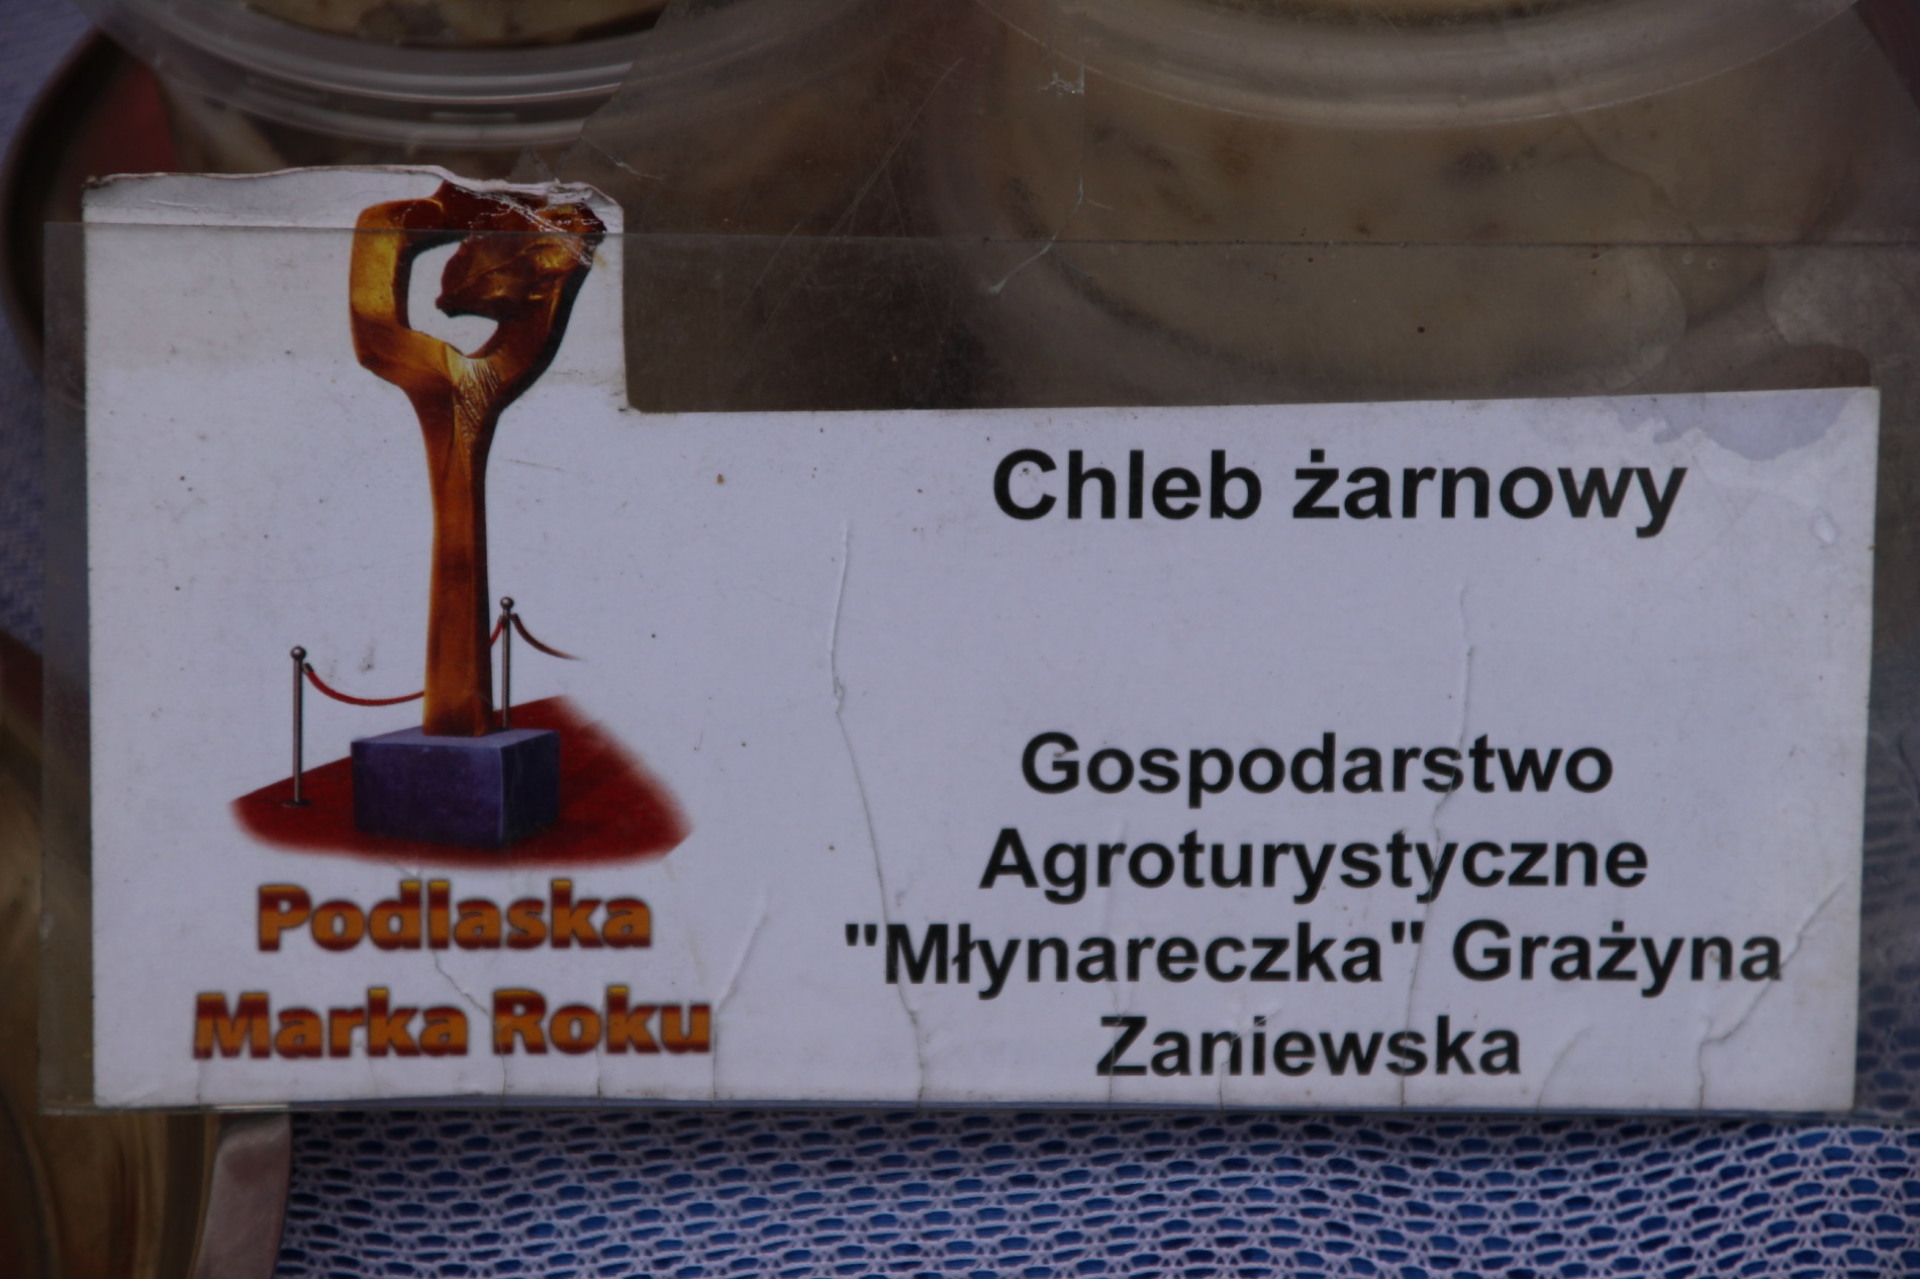 Chleb żarnowy
Gospodarstwo
Agroturystyczne
"Młynareczka" Grażyna
Zaniewska
Podlaska
Marka Roku